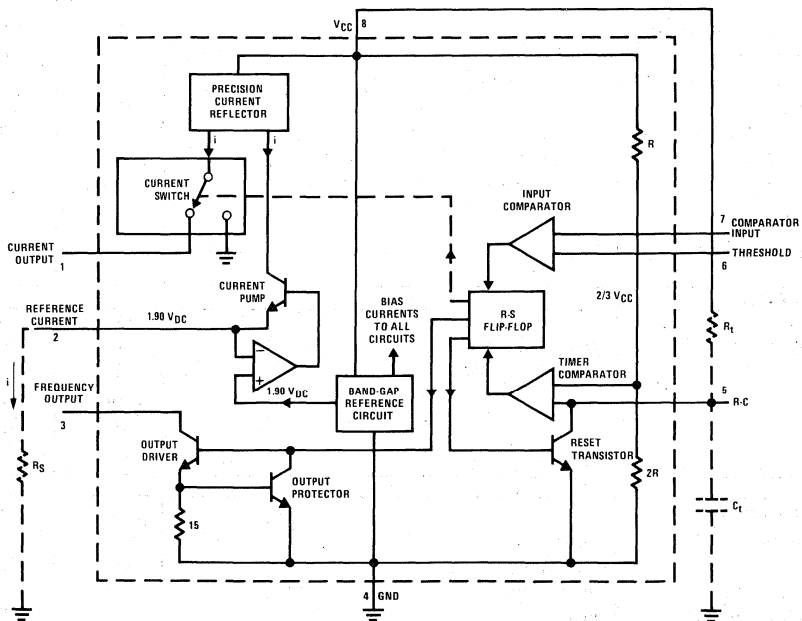 VCC 8
PRECISION
CURRENT
REFLECTOR
i i
CURRENT
SWITCH
R
INPUT
COMPARATOR
7 COMPARATOR
INPUT
THRESHOLD
6
CURRENT
OUTPUT
1
CURRENT
PUMP
BIAS
CURRENTS
TO ALL
CIRCUITS
R-S
FLIP-FLOP
2/3 VCC
REFERENCE
CURRENT
2
1.90 VDC
Rt
i
−
+
1.90 VDC
BAND-GAP
REFERENCE
CIRCUIT
TIMER
COMPARATOR
5
R-C
FREQUENCY
OUTPUT
3
OUTPUT
DRIVER
RESET
TRANSISTOR
RS
OUTPUT
PROTECTOR
2R
15
Ct
4 GND